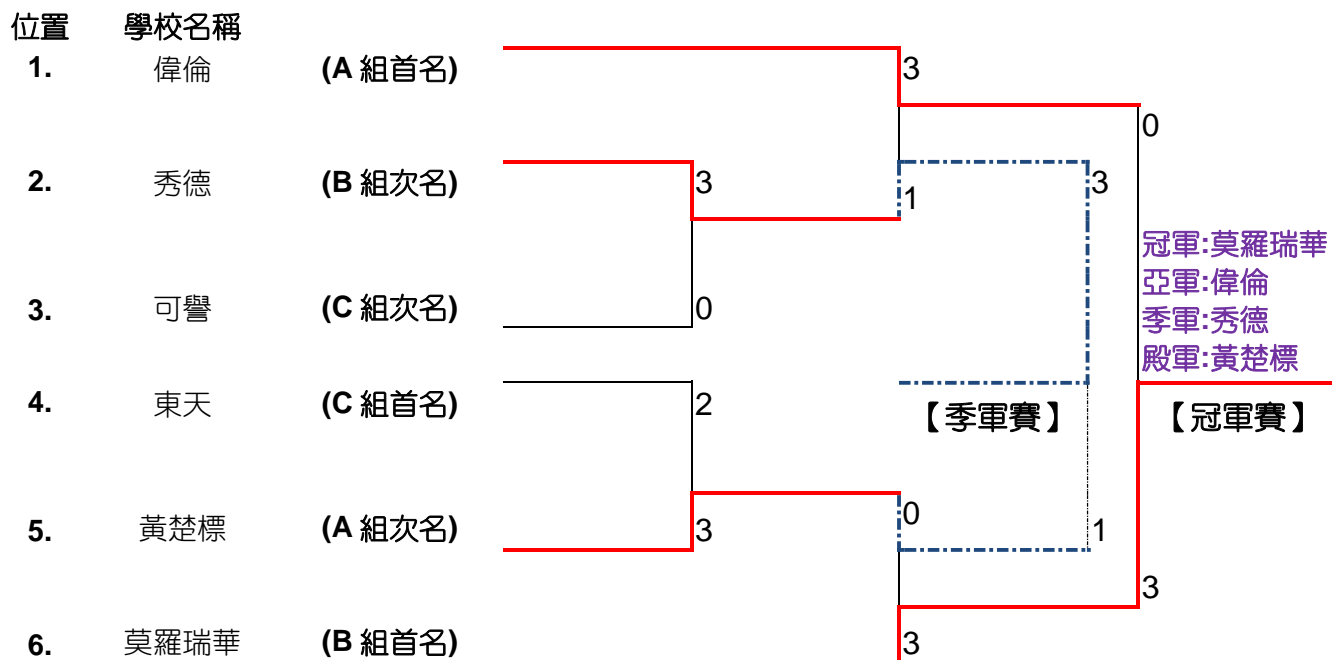 位置 學校名稱
1. 偉倫 (A 組首名) 3
0
2. 秀德 (B 組次名) 3 1 3
冠軍:莫羅瑞華
亞軍:偉倫
3. 可譽 (C 組次名) 0 季軍:秀德
殿軍:黃楚標
4. 東天 (C 組首名) 2 【季軍賽】 【冠軍賽】
5. 黃楚標 (A 組次名) 3 0 1
3
6. 莫羅瑞華 (B 組首名) 3